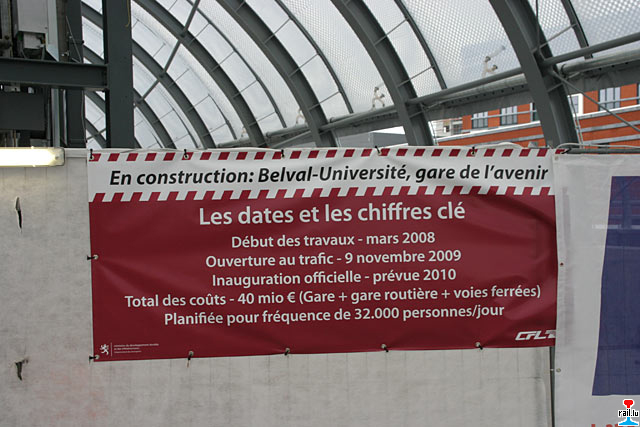 En construction: Belval-Université, gare de l'avenir
Les dates et les chiffres clé
Début des travaux - mars 2008
Ouverture au trafic - 9 novembre 2009
Inauguration officielle - prévue 2010
Total des coûts - 40 mio € (Gare + gare routière + voies ferrées)
Planifiée pour fréquence de 32.000 personnes/jour
CFL
rail.lu